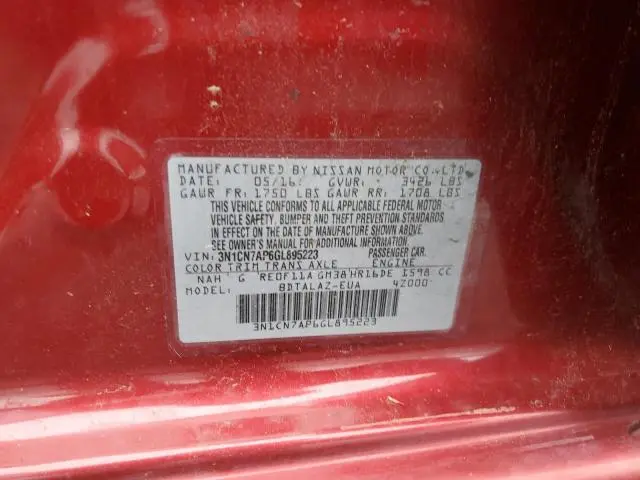 MANUFACTURED BY NISSAN MOTOR CO.,LTD.
DATE: 05/16 GVWR: 3426 LBS
GAWR FR: 1750 LBS GAWR RR: 1708 LBS
THIS VEHICLE CONFORMS TO ALL APPLICABLE FEDERAL MOTOR
VEHICLE SAFETY, BUMPER AND THEFT PREVENTION STANDARDS
IN EFFECT ON THE DATE OF MANUFACTURE SHOWN ABOVE.
SEE OWNER'S MANUAL FOR ADDITIONAL INFORMATION.
VIN: 3N1CN7AP6GL895223 PASSENGER CAR.
COLOR TRIM TRANS AXLE ENGINE
NAH G RE0F11A GM38 HR16DE 1598 CC
MODEL: BDTALAZ-EUA 42000
3N1CN7AP6GL895223